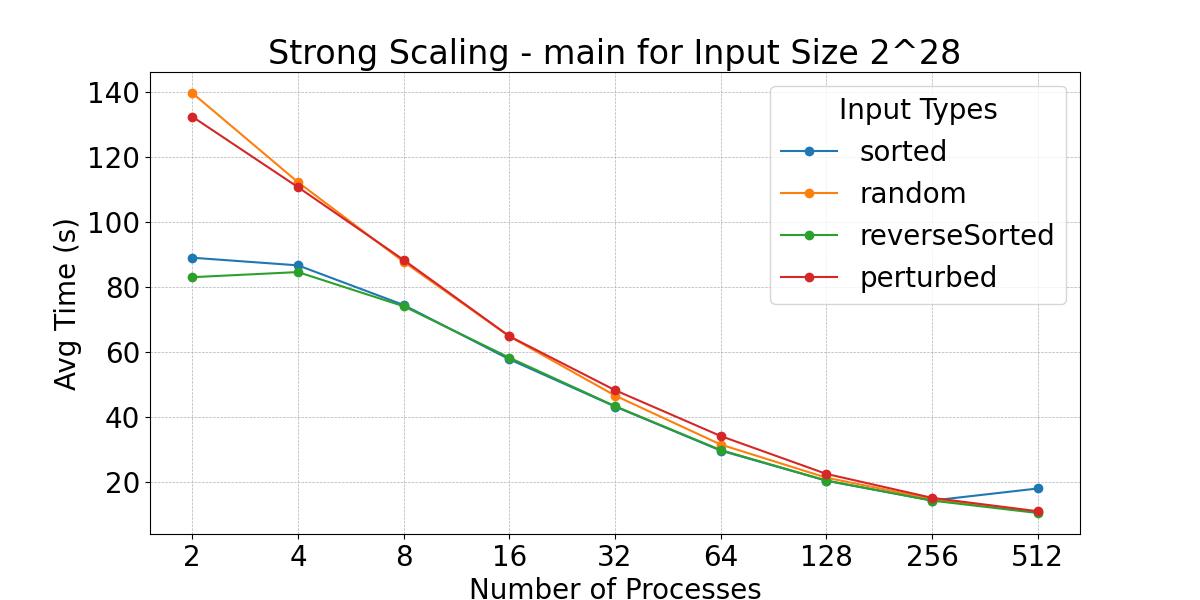 Strong Scaling - main for Input Size 2^28
Avg Time (s)
140
120
100
80
60
40
20
Input Types
sorted
random
reverseSorted
perturbed
2 4 8 16 32 64 128 256 512
Number of Processes